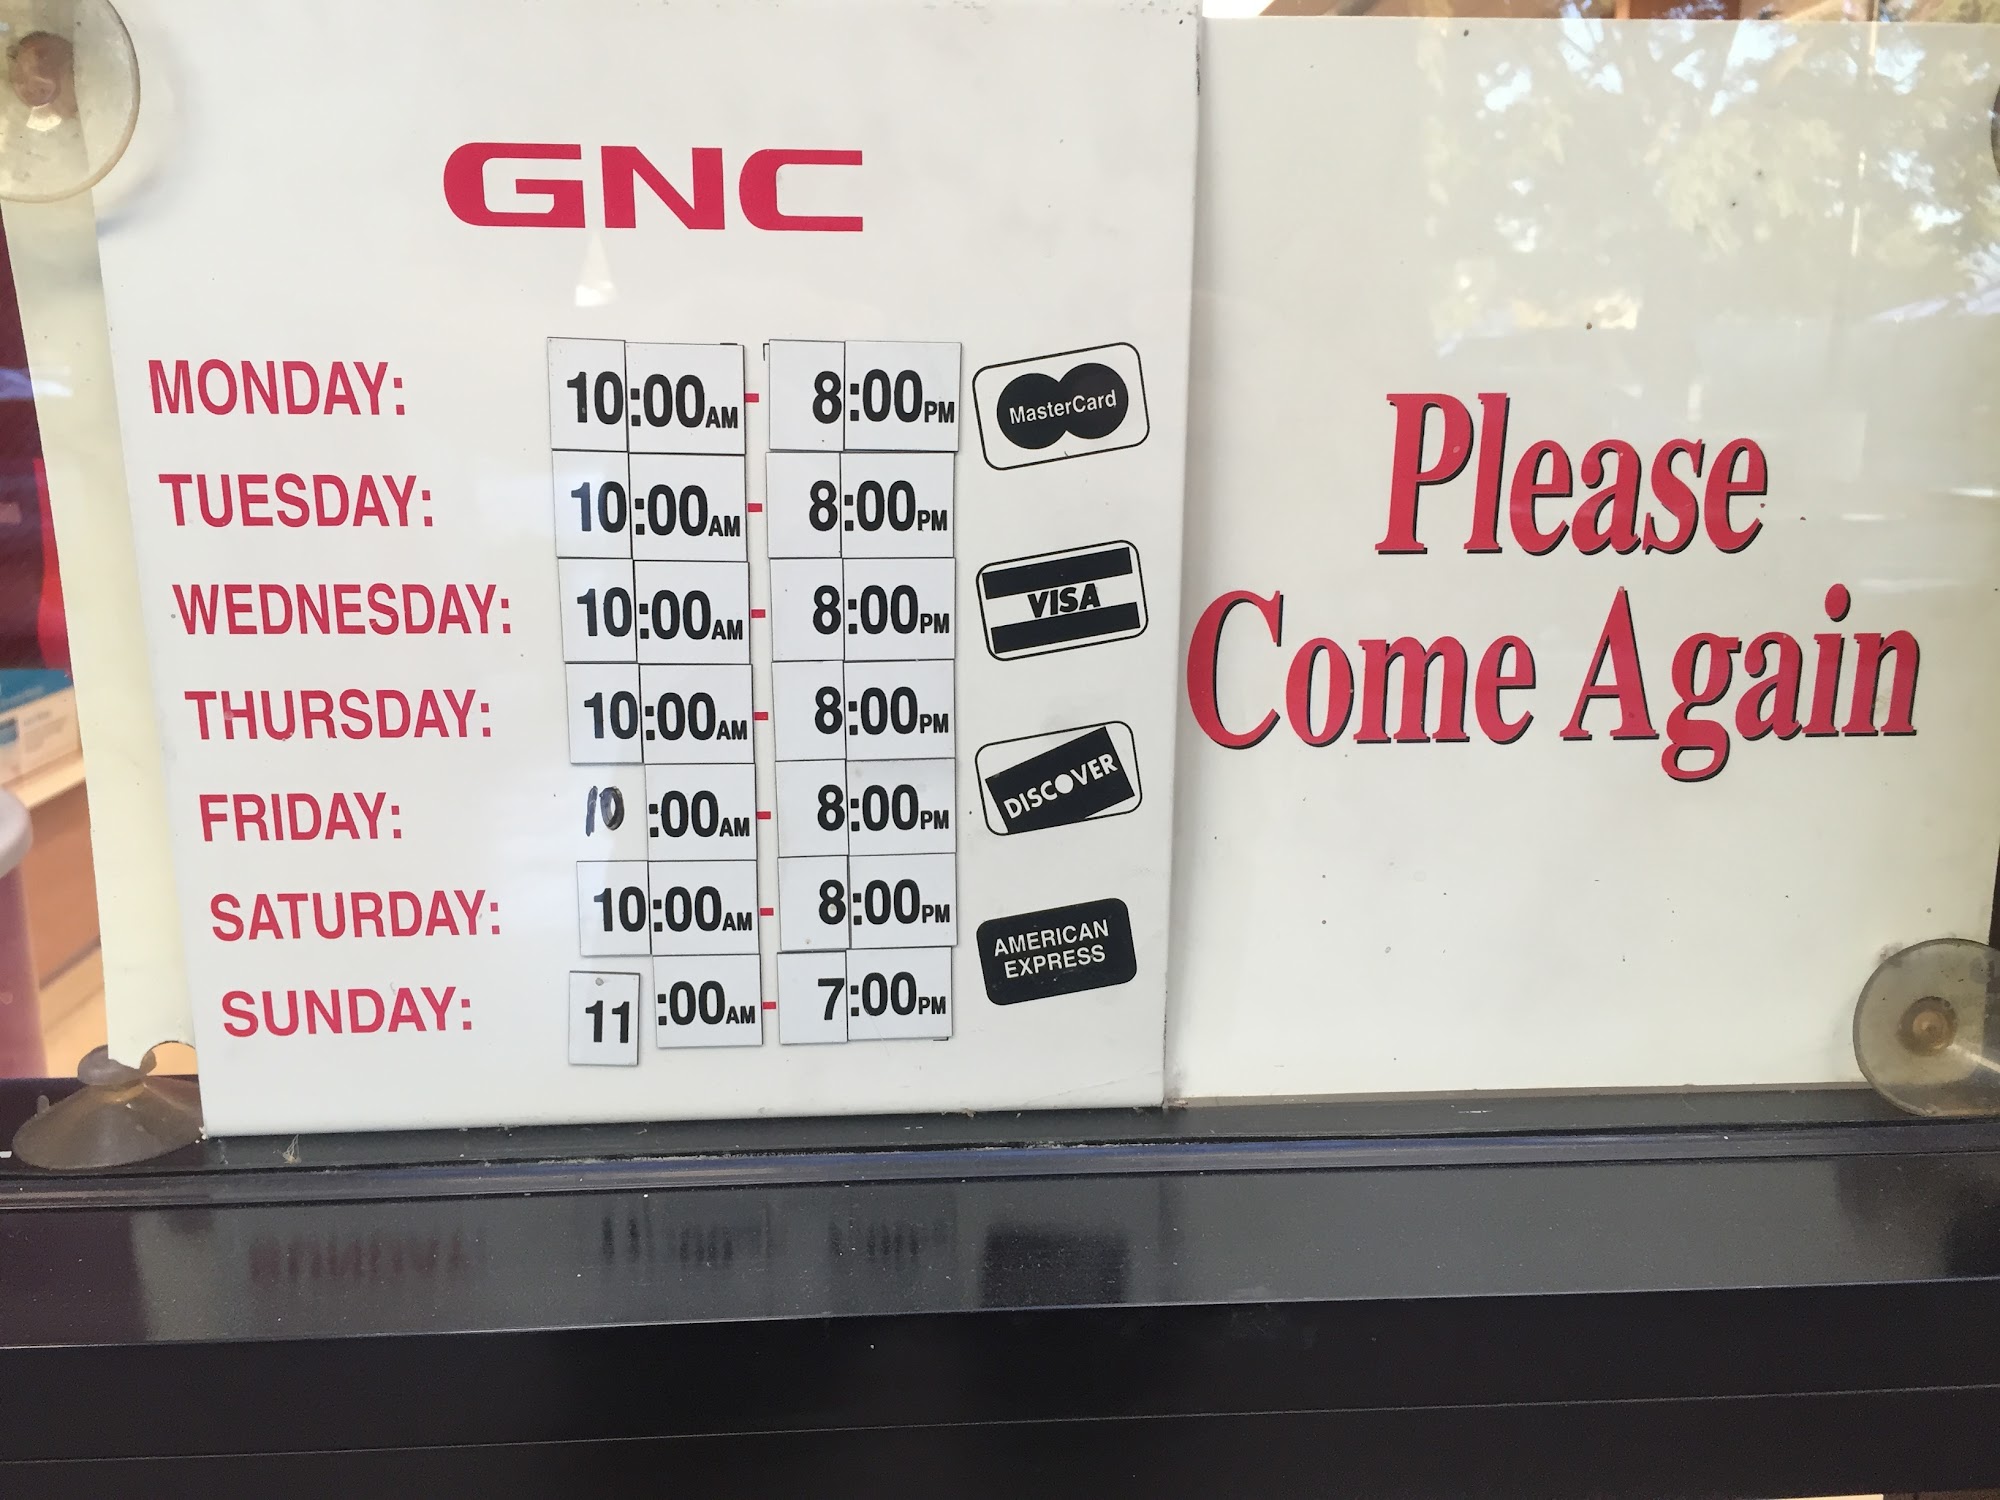 GNC
MONDAY: 10:00AM - 8:00PM
TUESDAY: 10:00AM - 8:00PM
WEDNESDAY: 10:00AM - 8:00PM
THURSDAY: 10:00AM - 8:00PM
FRIDAY: 10:00AM - 8:00PM
SATURDAY: 10:00AM - 8:00PM
SUNDAY: 11:00AM - 7:00PM
MasterCard
VISA
DISCOVER
AMERICAN
EXPRESS
Please
Come Again